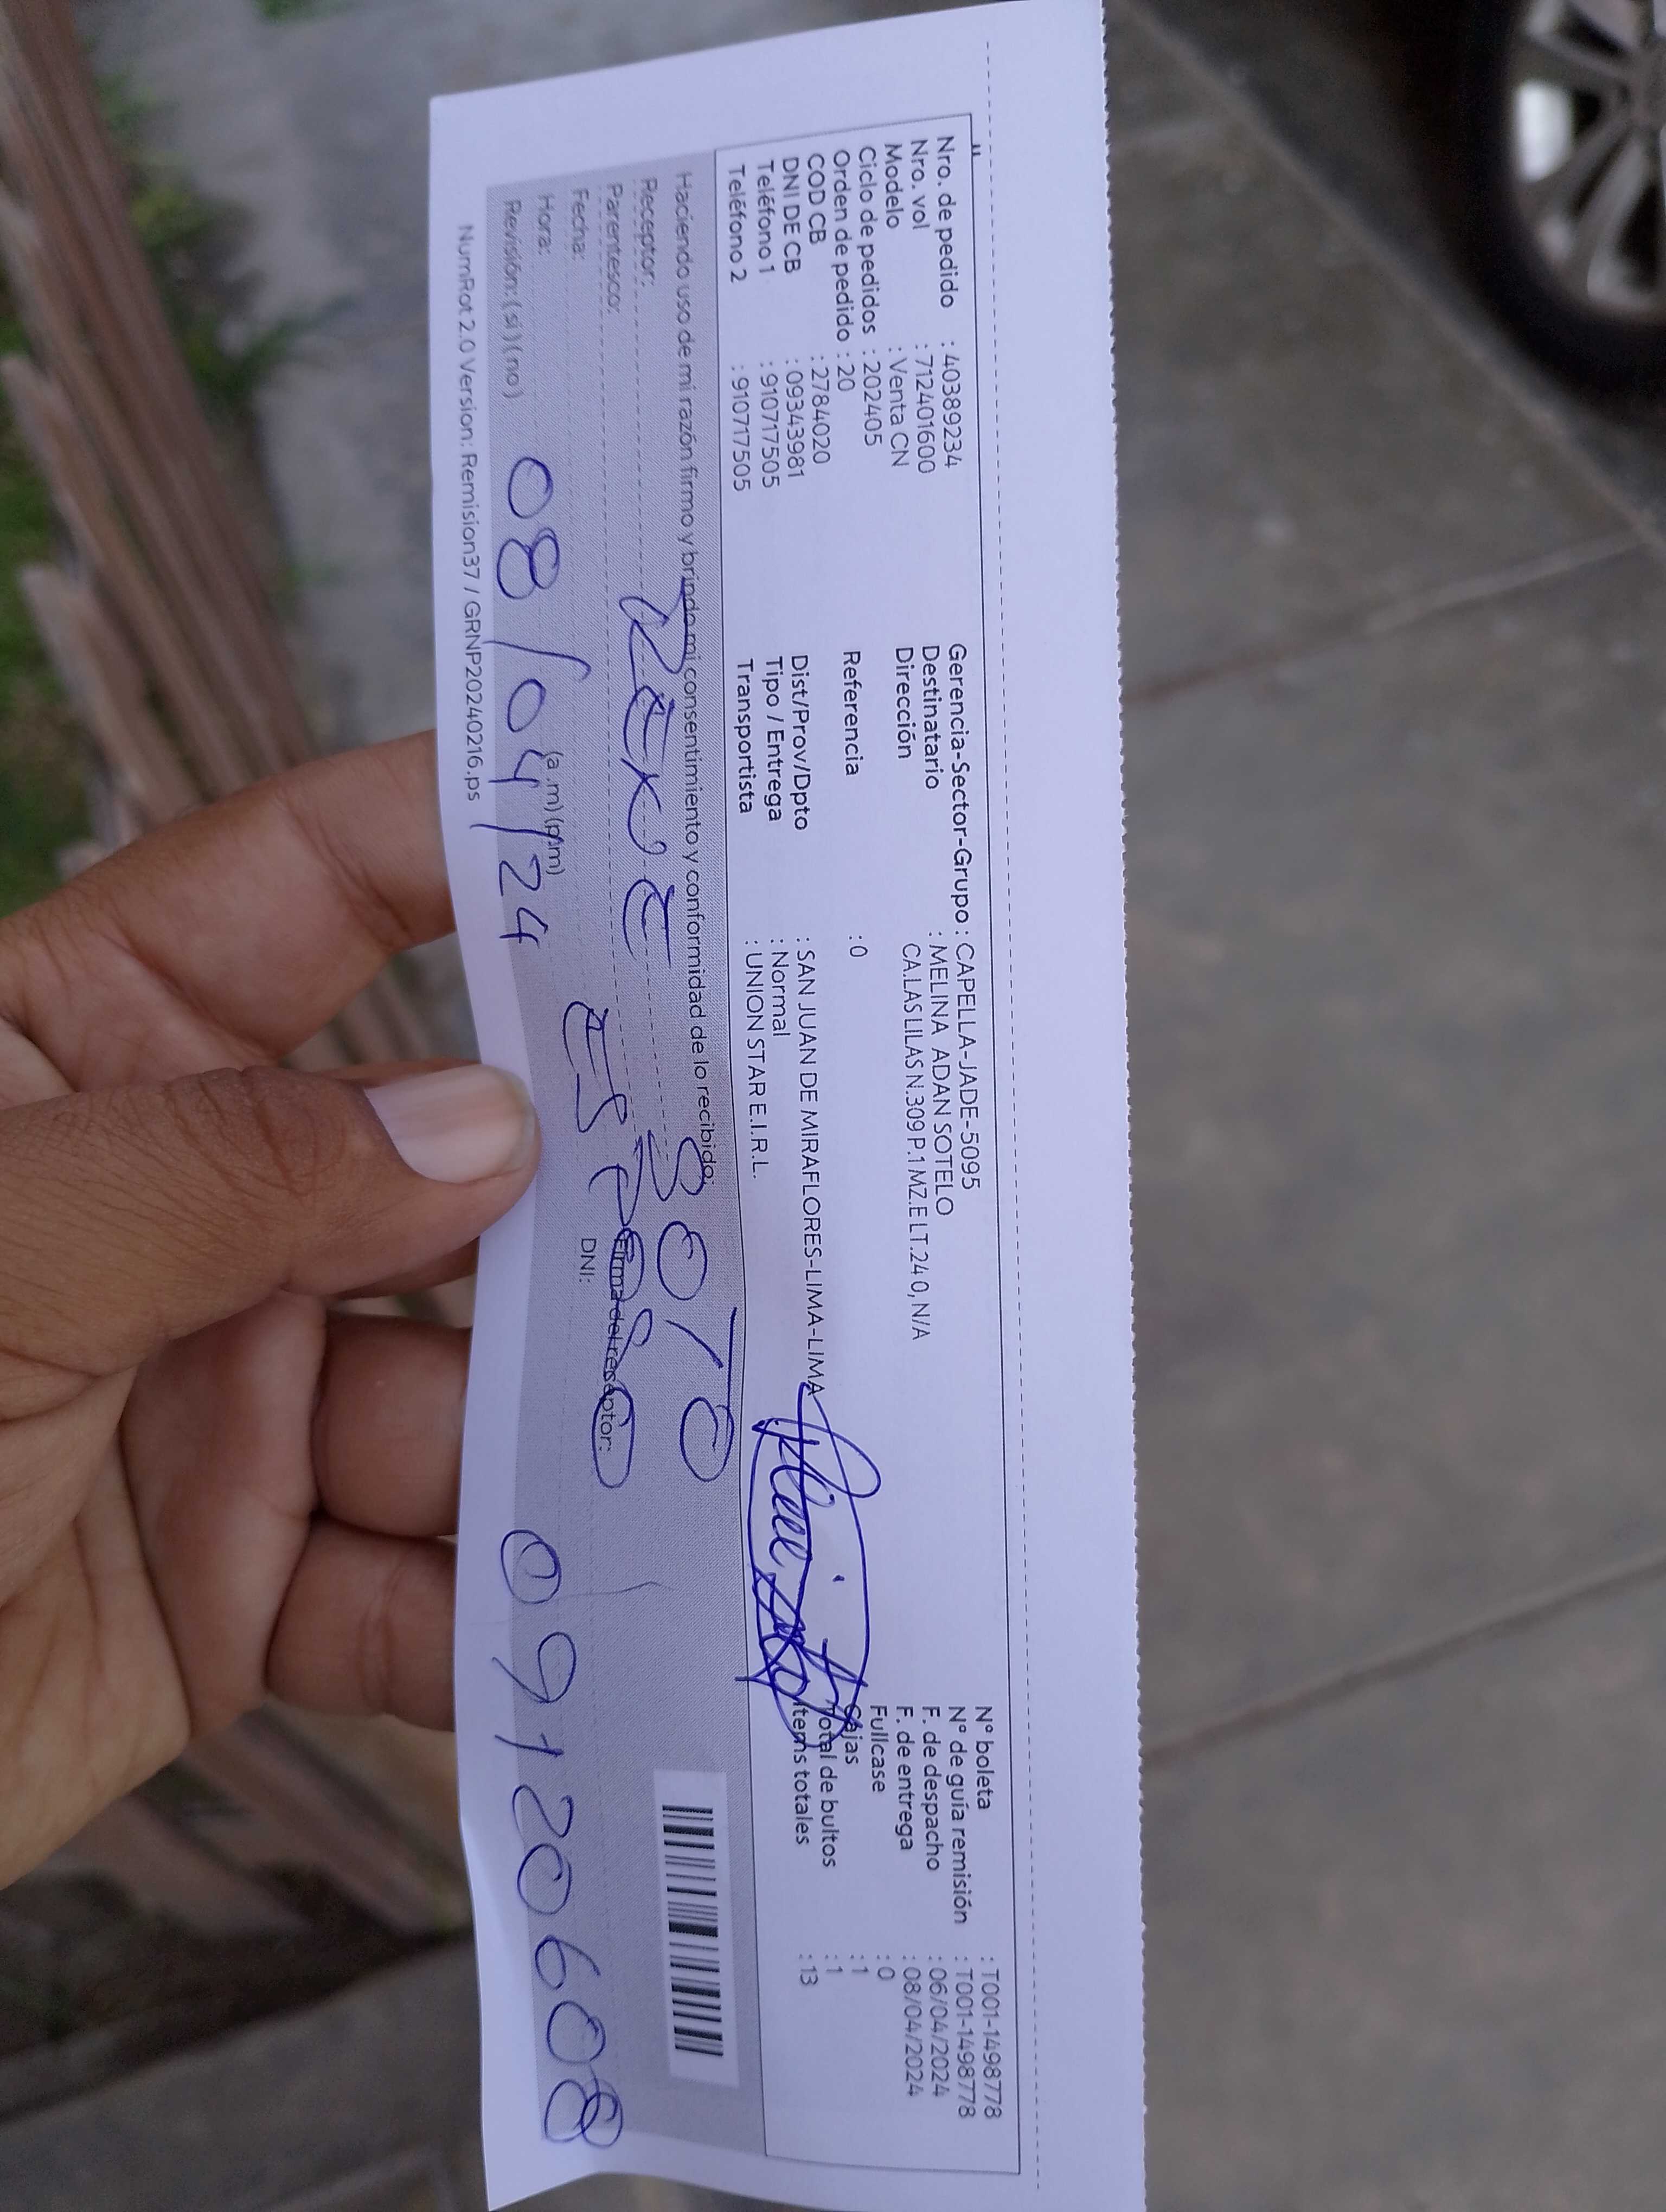 Nro. de pedido : 40389234
Nro. vol : 712401600
Modelo : Venta CN
Ciclo de pedidos : 202405
Orden de pedido : 20
COD CB : 27840020
DNI DE CB : 09343981
Teléfono 1 : 910717505
Teléfono 2 : 910717505
Gerencia-Sector-Grupo : CAPELLA-JADE-5095
Destinatario : MELINA ADAN SOTELO
Dirección CA.LAS LILAS N.309 P.1 MZ.E LT.24 0, N/A
Referencia : 0
Dist/Prov/Dpto : SAN JUAN DE MIRAFLORES-LIMA-LIMA
Tipo / Entrega : Normal
Transportista : UNION STAR E.I.R.L.
N° boleta : T001-1498778
N° de guía remisión : T001-1498778
F. de despacho : 06/04/2024
F. de entrega : 08/04/2024
Fullcase : 0
Cajas : 1
Total de bultos : 1
Items totales : 13
Haciendo uso de mi razón firmo y brindo mi consentimiento y conformidad de lo recibido:
Receptor:
Parentesco:
Fecha:
Hora: (a.m) (p.m)
Revisión: (si) (no)
08/04/24
Firma del receptor:
DNI:
09120608
NumRot 2.0 Version: Remision37 / GRNP20240216.ps